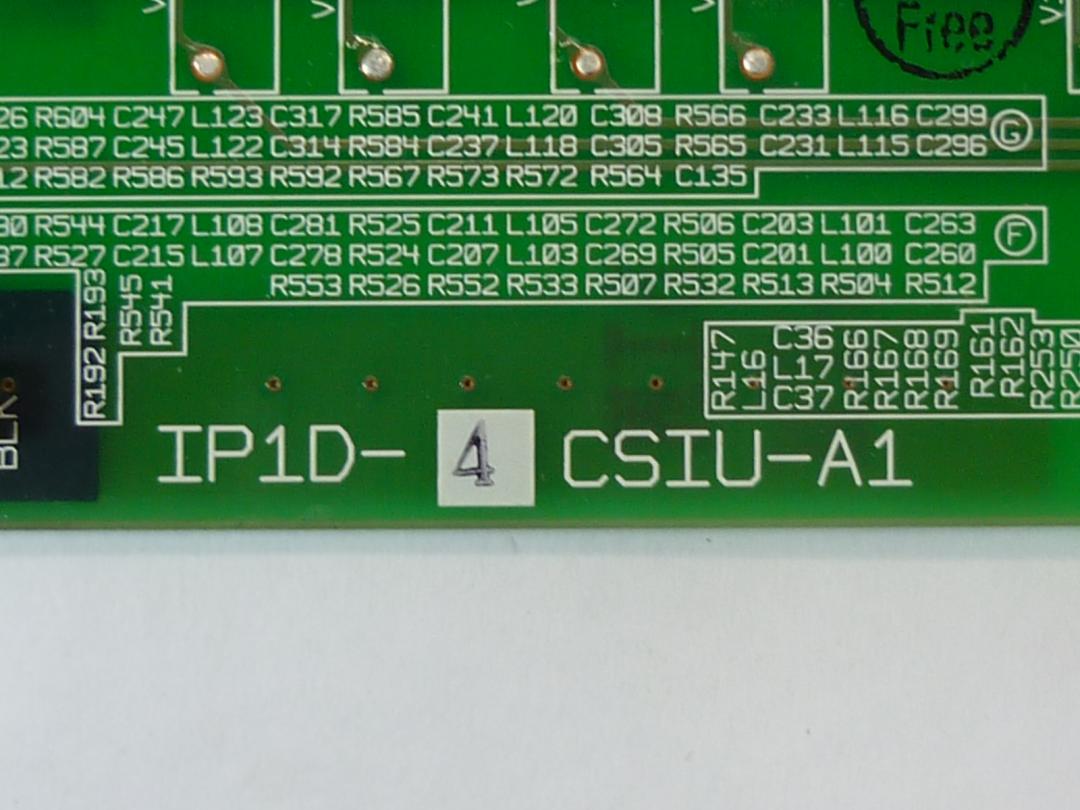 Free
R604 C247 L123 C317 R585 C241 L120 C308 R566 C233 L116 C299
G
R587 C245 L122 C314 R584 C237 L118 C305 R565 C231 L115 C296
R582 R586 R593 R592 R567 R573 R572 R564 C135
R544 C217 L108 C281 R525 C211 L105 C272 R506 C203 L101 C263
F
R527 C215 L107 C278 R524 C207 L103 C269 R505 C201 L100 C260
R553 R526 R552 R533 R507 R532 R513 R504 R512
R192 R193
R545
R541
R147
L16
C36
L17
C37
R166
R167
R168
R169
R161
R162
R253
R250
BLK
IP1D-4 CSIU-A1